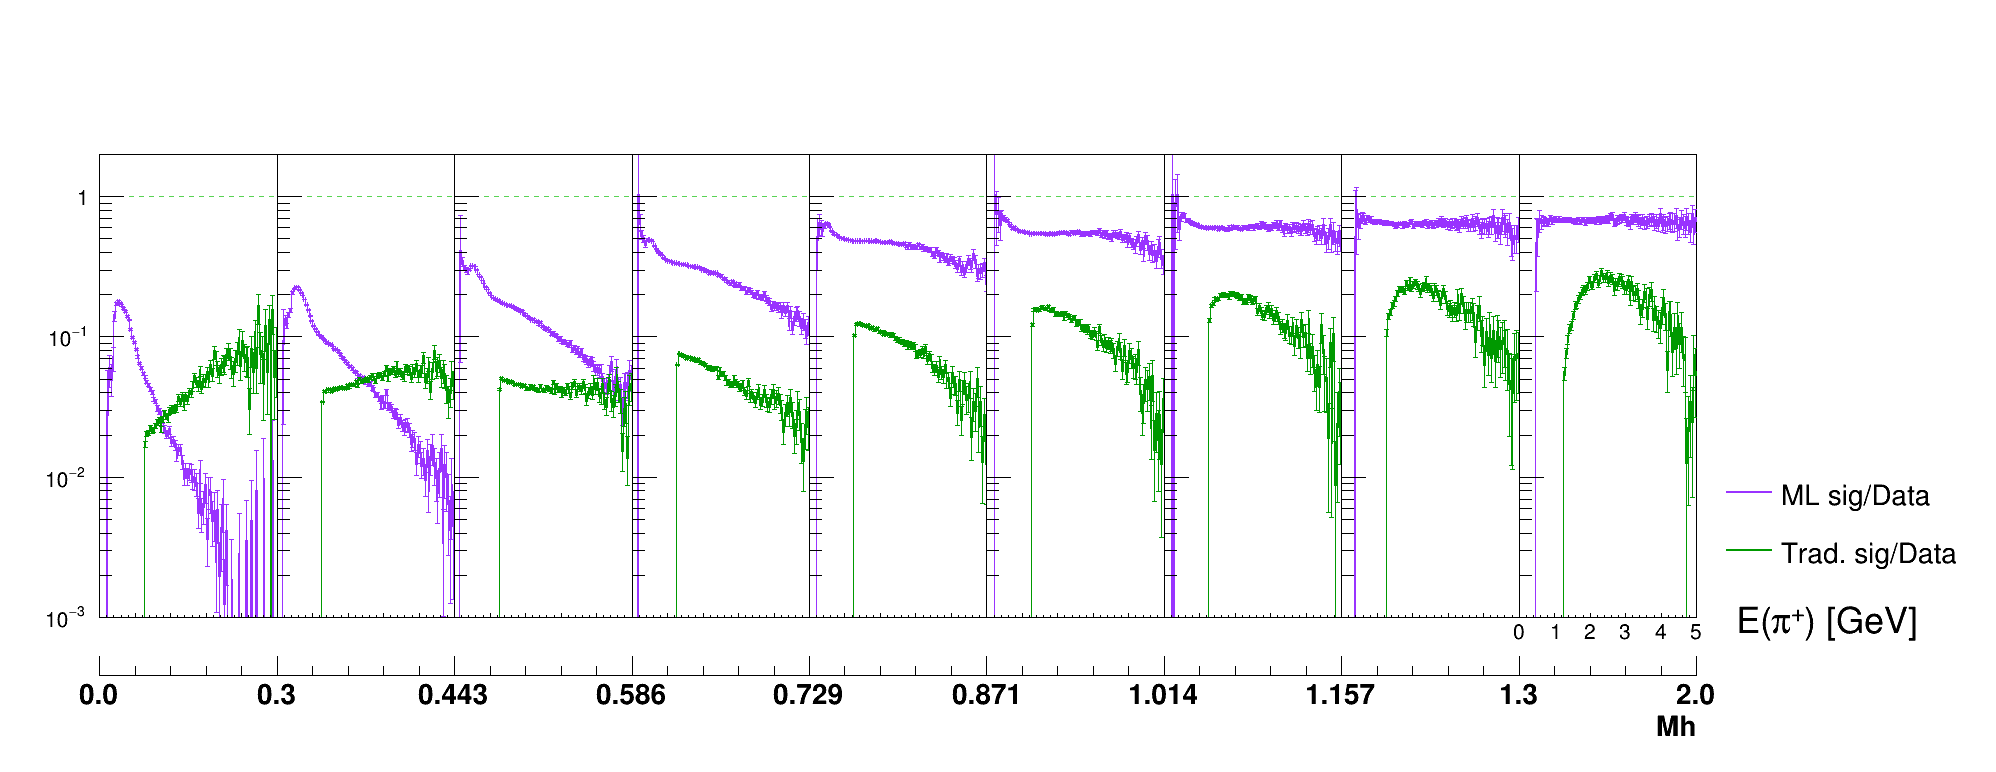 1
10⁻¹
10⁻²
10⁻³
ML sig/Data
Trad. sig/Data
E(π⁺) [GeV]
0 1 2 3 4 5
0.0 0.3 0.443 0.586 0.729 0.871 1.014 1.157 1.3 2.0
Mh